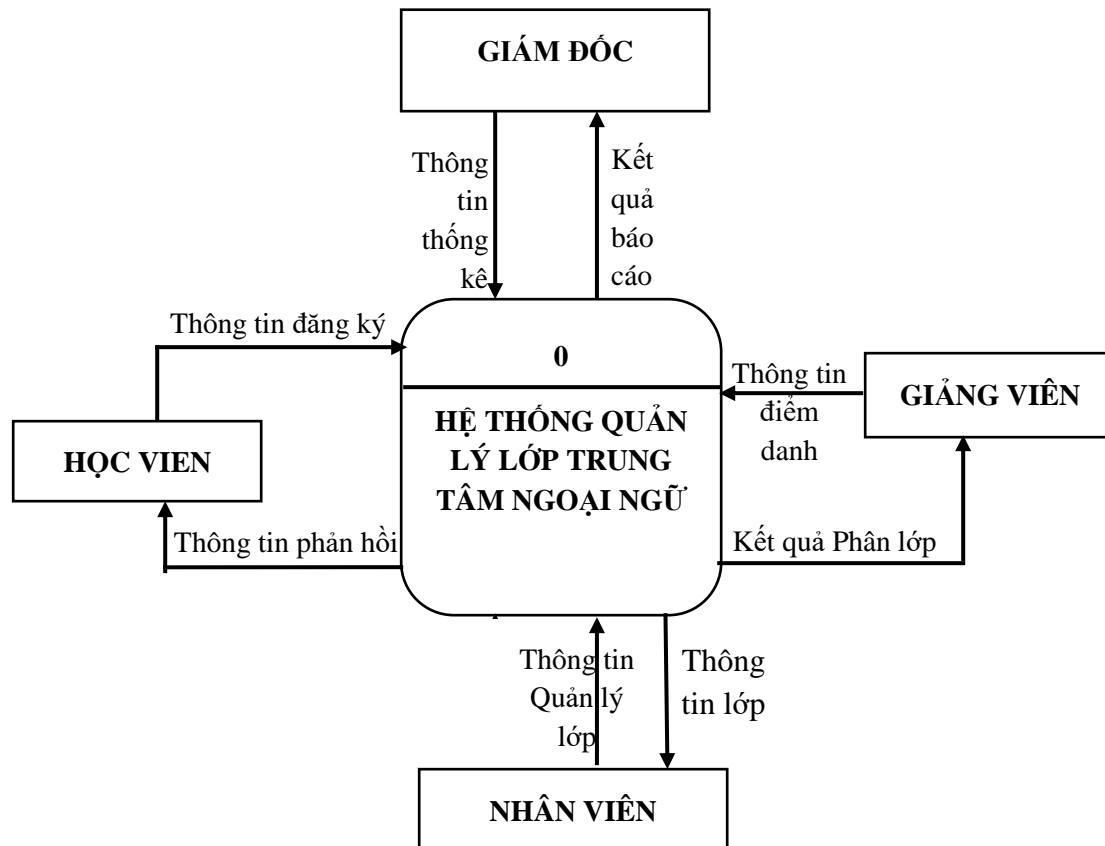 GIÁM ĐỐC
Thông
tin
thống
kê
Kết
quả
báo
cáo
Thông tin đăng ký
0
Thông tin
điểm
danh
GIẢNG VIÊN
HỌC VIEN
HỆ THỐNG QUẢN
LÝ LỚP TRUNG
TÂM NGOẠI NGỮ
Thông tin phản hồi
Kết quả Phân lớp
Thông tin
Quản lý
lớp
Thông
tin lớp
NHÂN VIÊN